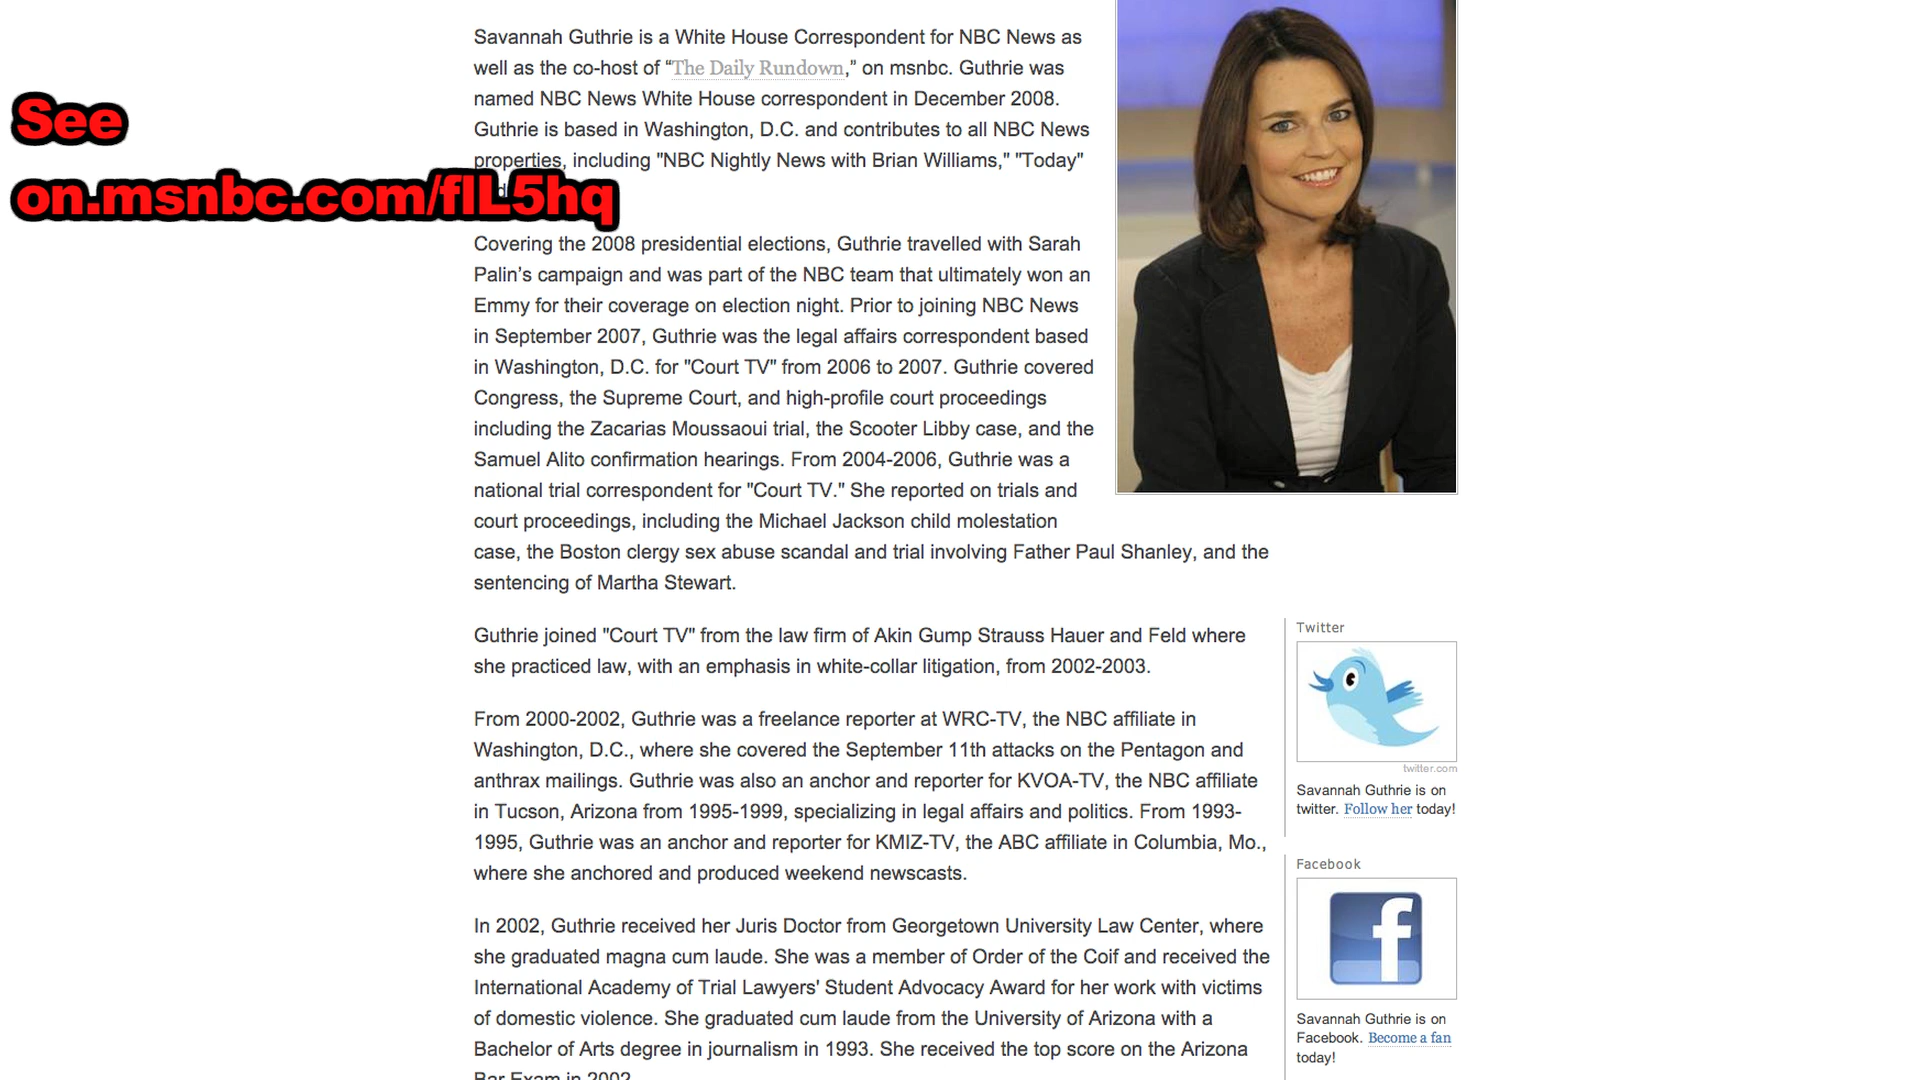 Savannah Guthrie is a White House Correspondent for NBC News as
well as the co-host of “The Daily Rundown,” on msnbc. Guthrie was
named NBC News White House correspondent in December 2008.
Guthrie is based in Washington, D.C. and contributes to all NBC News
properties, including "NBC Nightly News with Brian Williams," "Today"
See
on.msnbc.com/flL5hq
Covering the 2008 presidential elections, Guthrie travelled with Sarah
Palin’s campaign and was part of the NBC team that ultimately won an
Emmy for their coverage on election night. Prior to joining NBC News
in September 2007, Guthrie was the legal affairs correspondent based
in Washington, D.C. for "Court TV" from 2006 to 2007. Guthrie covered
Congress, the Supreme Court, and high-profile court proceedings
including the Zacarias Moussaoui trial, the Scooter Libby case, and the
Samuel Alito confirmation hearings. From 2004-2006, Guthrie was a
national trial correspondent for "Court TV." She reported on trials and
court proceedings, including the Michael Jackson child molestation
case, the Boston clergy sex abuse scandal and trial involving Father Paul Shanley, and the
sentencing of Martha Stewart.
Guthrie joined "Court TV" from the law firm of Akin Gump Strauss Hauer and Feld where
she practiced law, with an emphasis in white-collar litigation, from 2002-2003.
From 2000-2002, Guthrie was a freelance reporter at WRC-TV, the NBC affiliate in
Washington, D.C., where she covered the September 11th attacks on the Pentagon and
anthrax mailings. Guthrie was also an anchor and reporter for KVOA-TV, the NBC affiliate
in Tucson, Arizona from 1995-1999, specializing in legal affairs and politics. From 1993-
1995, Guthrie was an anchor and reporter for KMIZ-TV, the ABC affiliate in Columbia, Mo.,
where she anchored and produced weekend newscasts.
In 2002, Guthrie received her Juris Doctor from Georgetown University Law Center, where
she graduated magna cum laude. She was a member of Order of the Coif and received the
International Academy of Trial Lawyers' Student Advocacy Award for her work with victims
of domestic violence. She graduated cum laude from the University of Arizona with a
Bachelor of Arts degree in journalism in 1993. She received the top score on the Arizona
Bar Exam in 2002
Twitter
twitter.com
Savannah Guthrie is on
twitter. Follow her today!
Facebook
f
Savannah Guthrie is on
Facebook. Become a fan
today!